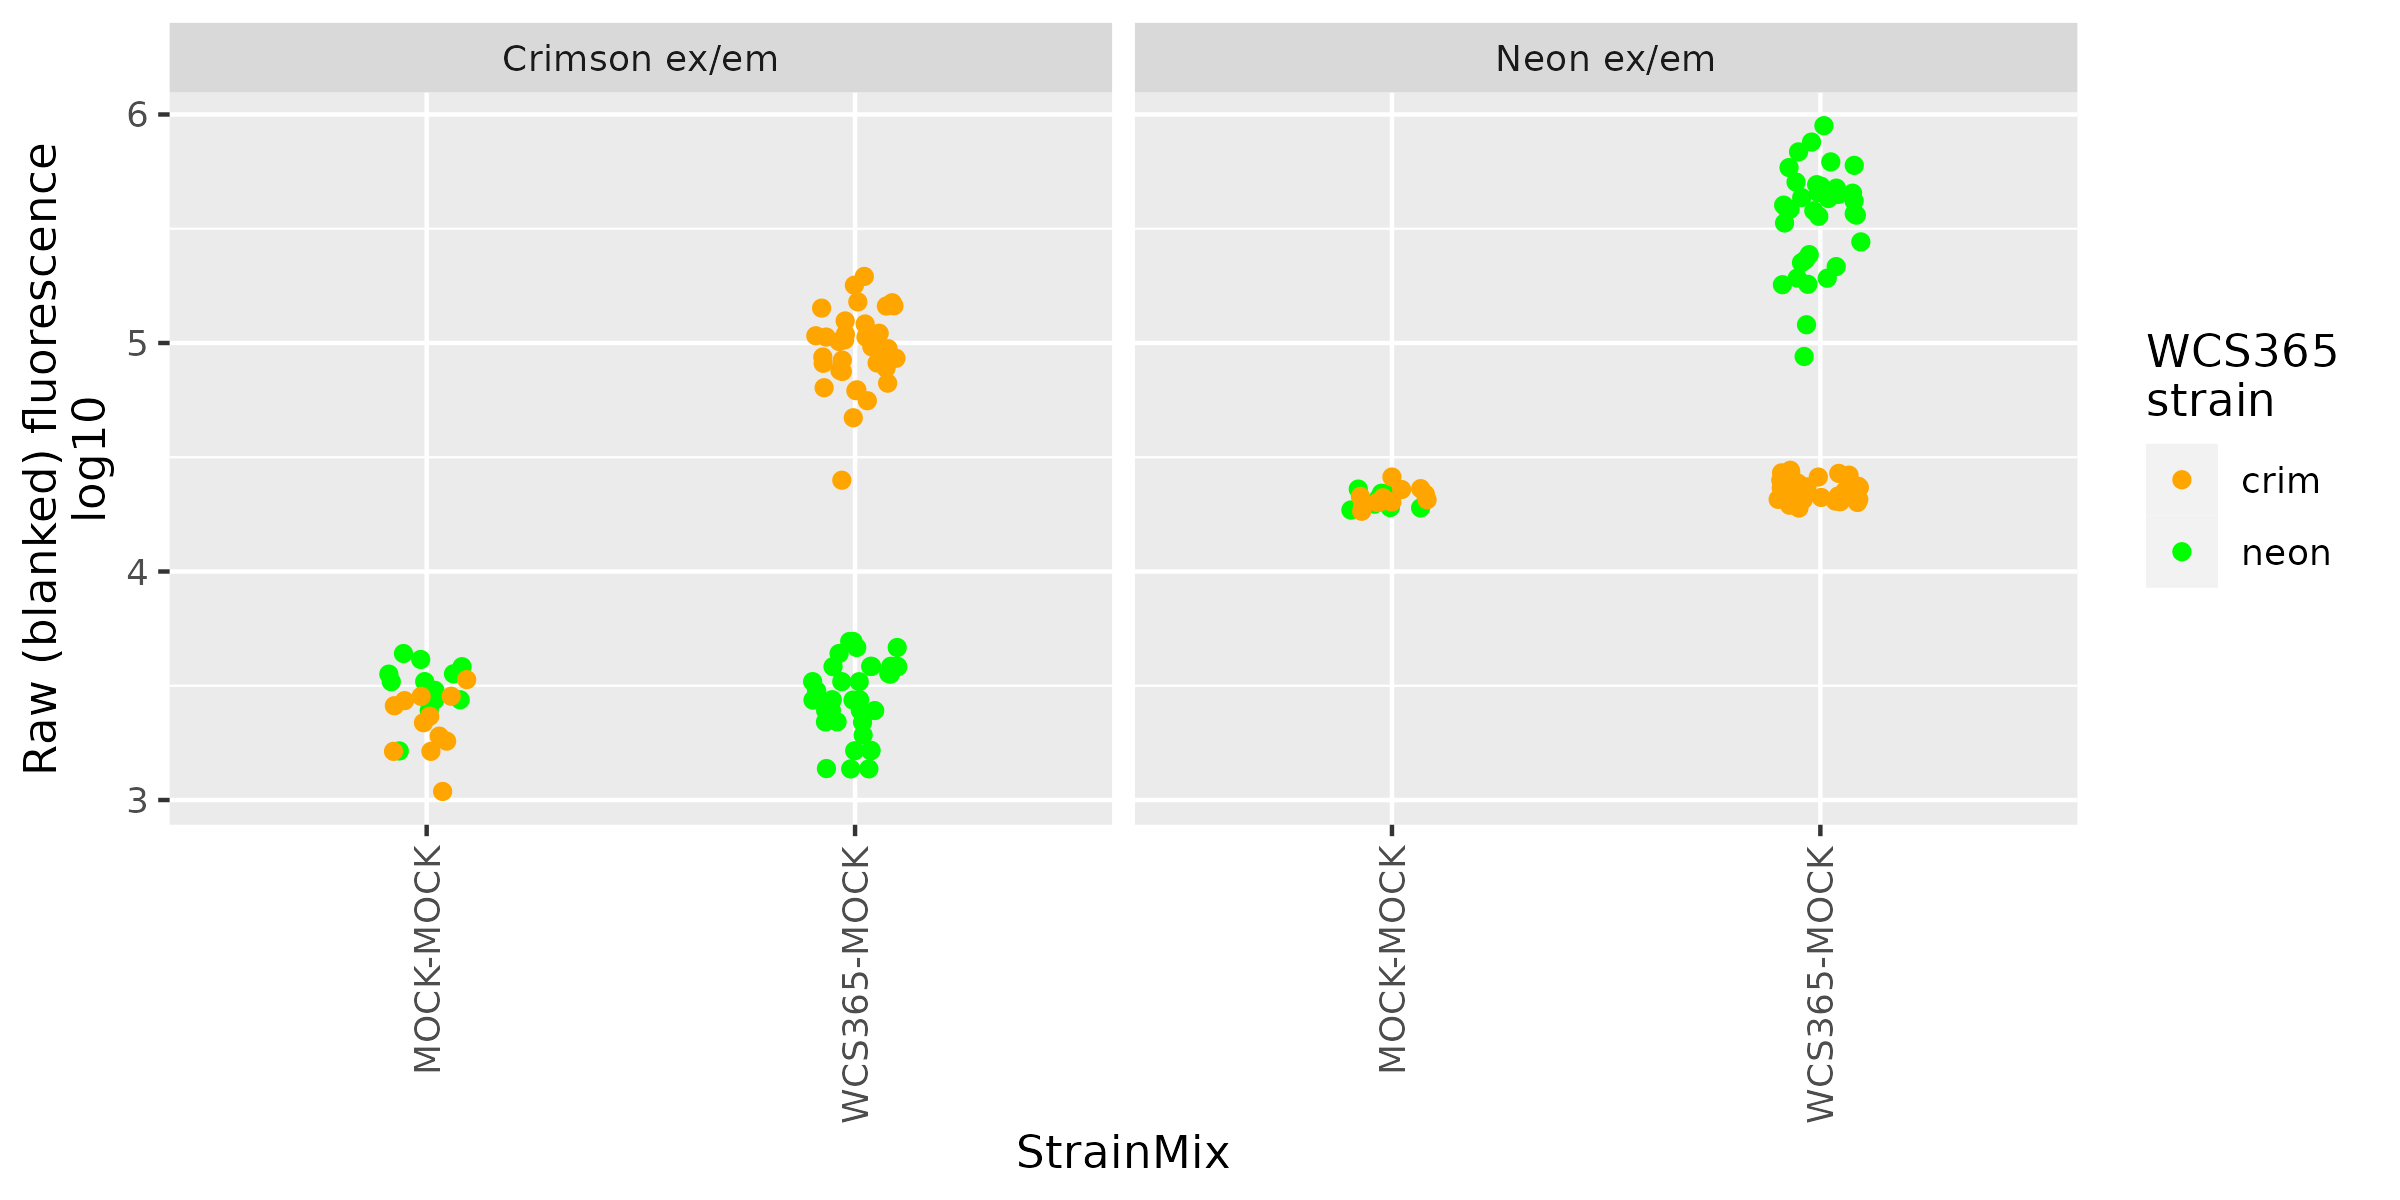 Crimson ex/em
Neon ex/em
Raw (blanked) fluorescence
log10
6
5
4
3
MOCK-MOCK
WCS365-MOCK
MOCK-MOCK
WCS365-MOCK
StrainMix
WCS365
strain
crim
neon